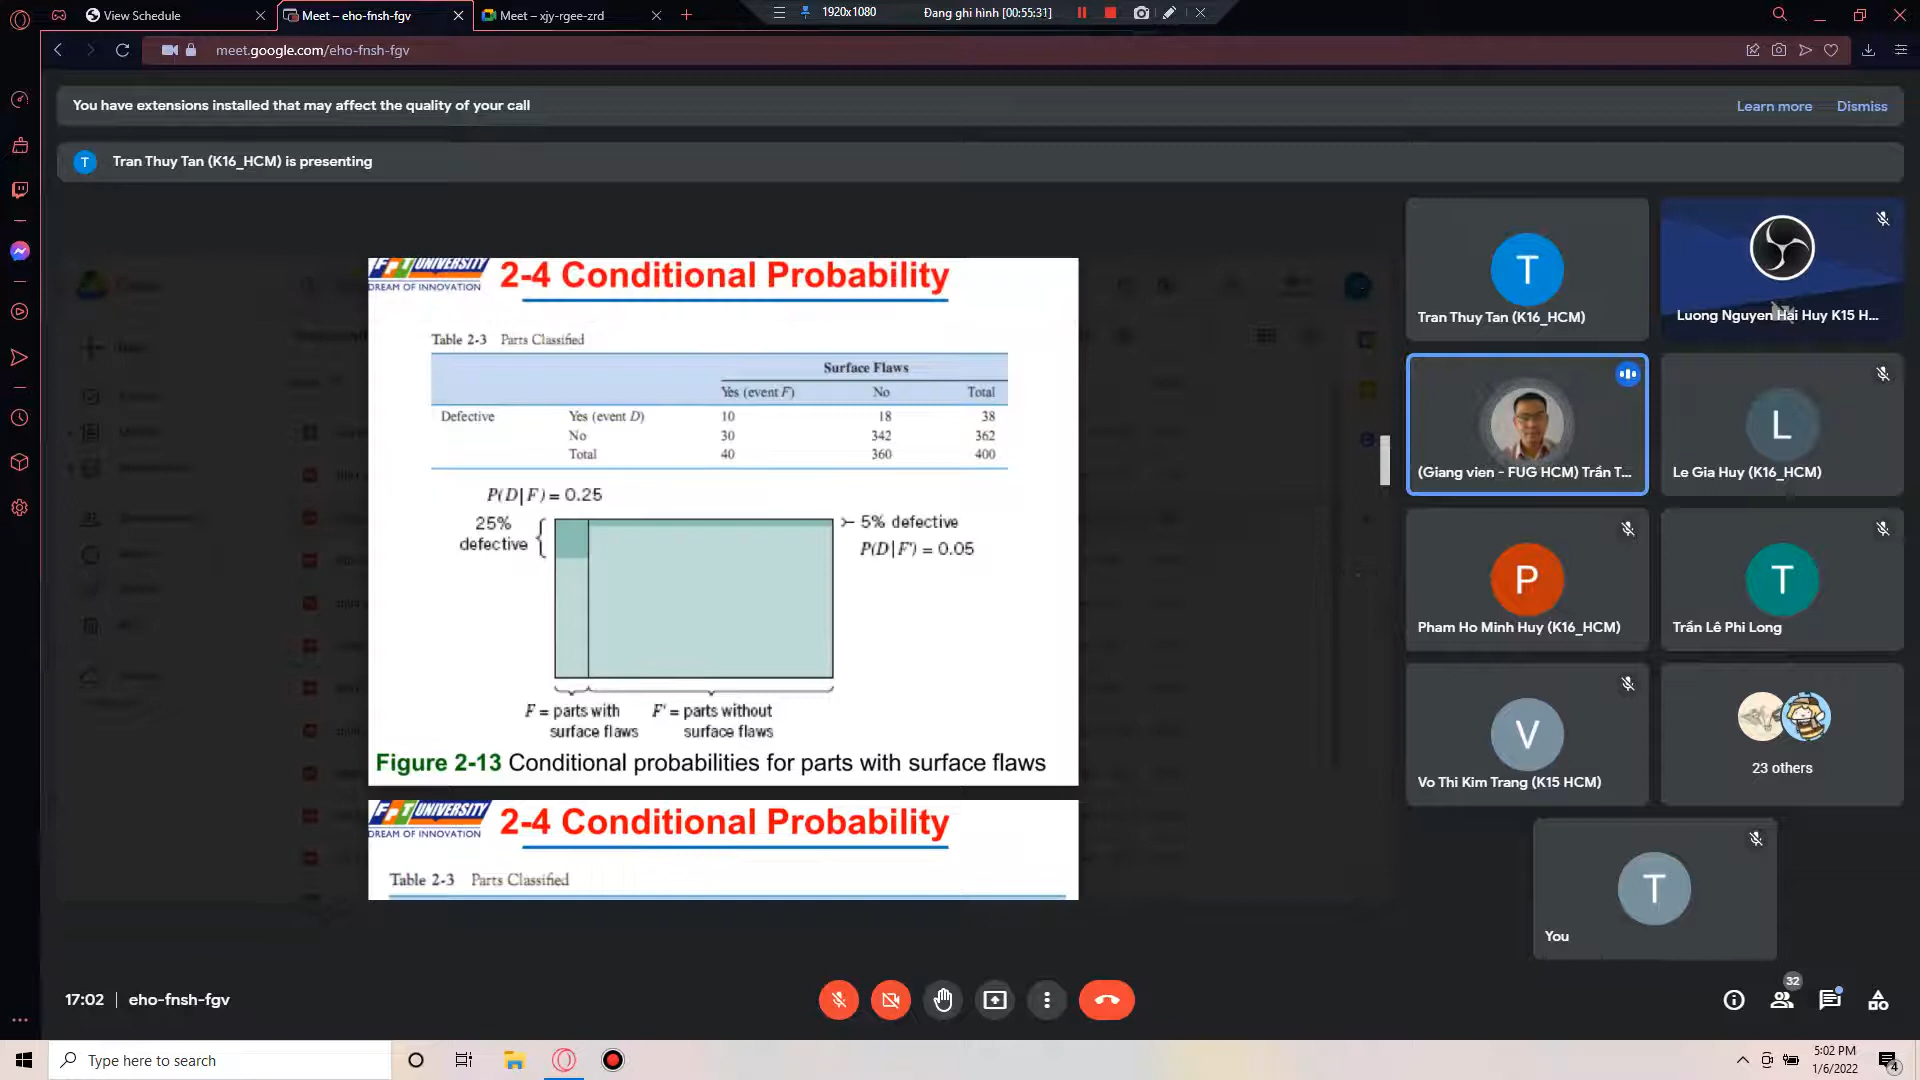 View Schedule
Meet – eho-fnsh-fgv
Meet – xjy-rgee-zrd
1920x1080
Đang ghi hình [00:55:31]
meet.google.com/eho-fnsh-fgv
You have extensions installed that may affect the quality of your call
Learn more
Dismiss
T
Tran Thuy Tan (K16_HCM) is presenting
FPT UNIVERSITY
DREAM OF INNOVATION
2-4 Conditional Probability
Table 2-3 Parts Classified
Surface Flaws
Yes (event F) No Total
Defective Yes (event D) 10 18 38
No 30 342 362
Total 40 360 400
P(D|F) = 0.25
25%
defective
5% defective
P(D|F') = 0.05
F = parts with
surface flaws
F' = parts without
surface flaws
Figure 2-13 Conditional probabilities for parts with surface flaws
FPT UNIVERSITY
DREAM OF INNOVATION
2-4 Conditional Probability
Table 2-3 Parts Classified
T
Tran Thuy Tan (K16_HCM)
Luong Nguyen Hai Huy K15 H...
(Giang vien - FUG HCM) Trần T...
L
Le Gia Huy (K16_HCM)
P
Pham Ho Minh Huy (K16_HCM)
T
Trần Lê Phi Long
V
Vo Thi Kim Trang (K15 HCM)
23 others
T
You
17:02
eho-fnsh-fgv
32
Type here to search
5:02 PM
1/6/2022
4